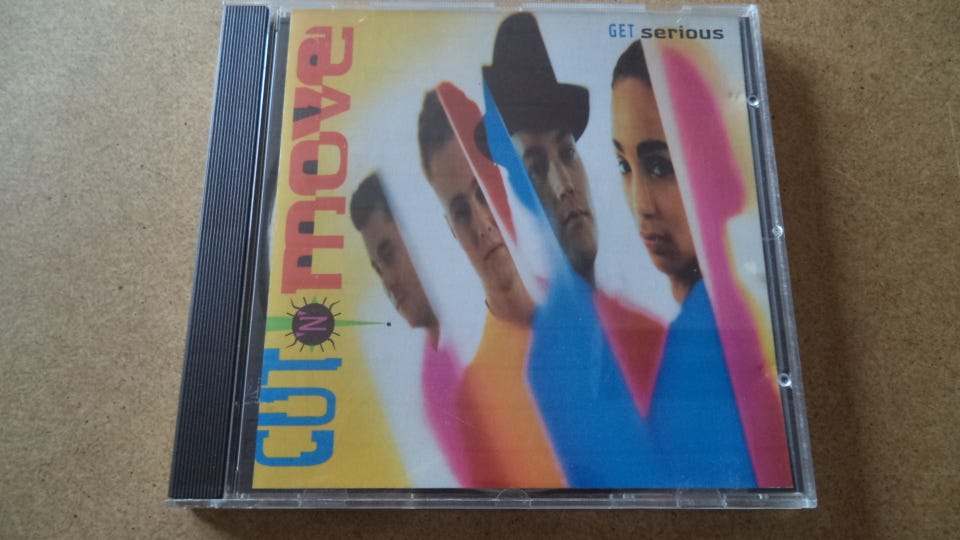 GET serious
CUT 'N' move